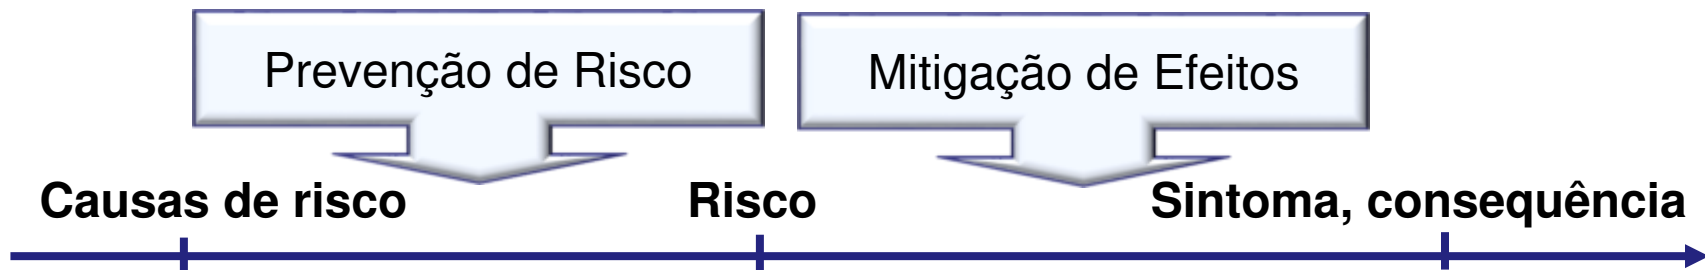 Prevenção de Risco
Mitigação de Efeitos
Causas de risco
Risco
Sintoma, consequência